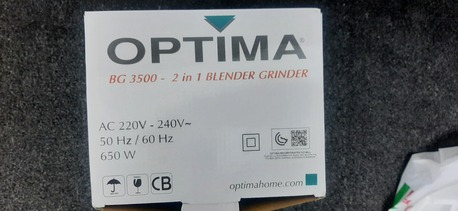 OPTIMA®
BG 3500 - 2 in 1 BLENDER GRINDER
AC 220V - 240V~
50 Hz / 60 Hz
650 W
CB
optimahome.com